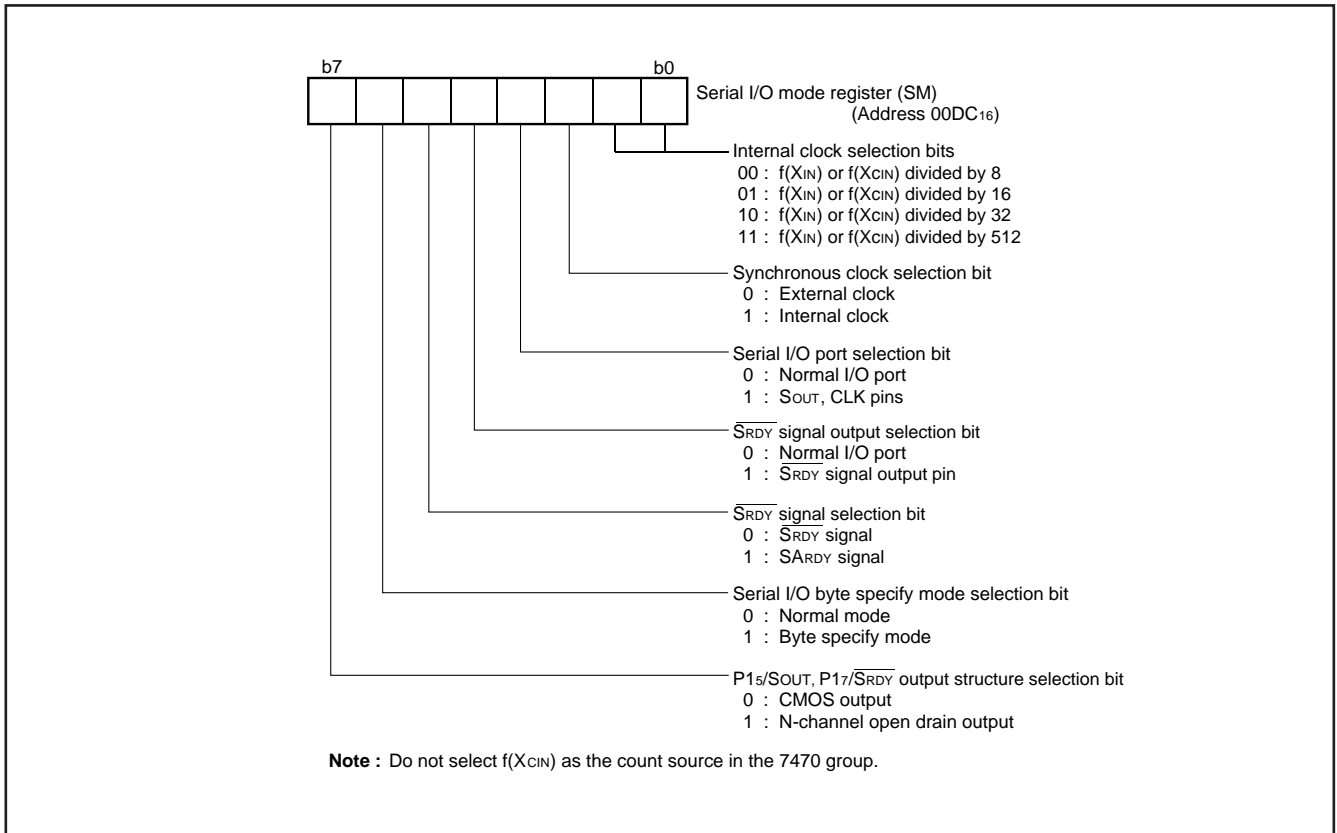 b7 b0
Serial I/O mode register (SM)
(Address 00DC16)
Internal clock selection bits
00 : f(XIN) or f(XCIN) divided by 8
01 : f(XIN) or f(XCIN) divided by 16
10 : f(XIN) or f(XCIN) divided by 32
11 : f(XIN) or f(XCIN) divided by 512
Synchronous clock selection bit
0 : External clock
1 : Internal clock
Serial I/O port selection bit
0 : Normal I/O port
1 : SOUT, CLK pins
SRDY signal output selection bit
0 : Normal I/O port
1 : SRDY signal output pin
SRDY signal selection bit
0 : SRDY signal
1 : SARDY signal
Serial I/O byte specify mode selection bit
0 : Normal mode
1 : Byte specify mode
P15/SOUT, P17/SRDY output structure selection bit
0 : CMOS output
1 : N-channel open drain output
Note : Do not select f(XCIN) as the count source in the 7470 group.